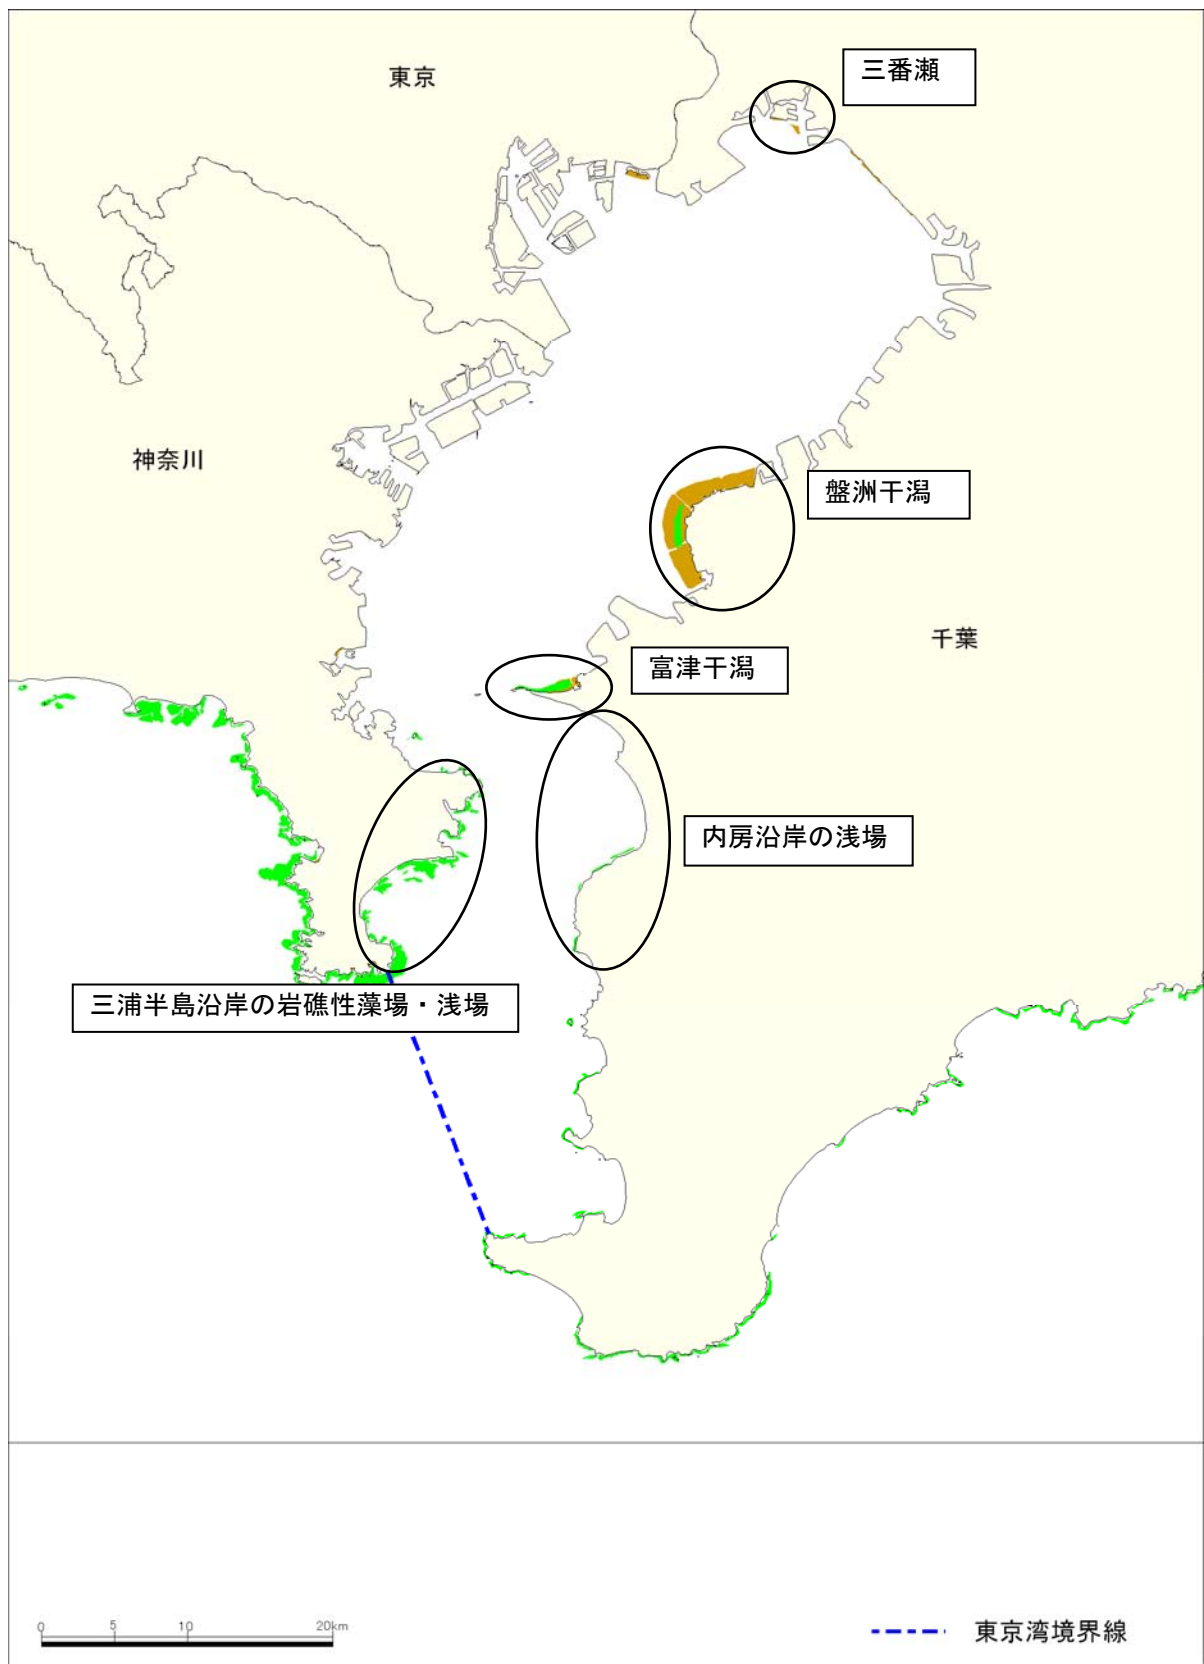 三番瀬
東京
神奈川
盤洲干潟
千葉
富津干潟
内房沿岸の浅場
三浦半島沿岸の岩礁性藻場・浅場
0 5 10 20km
東京湾境界線